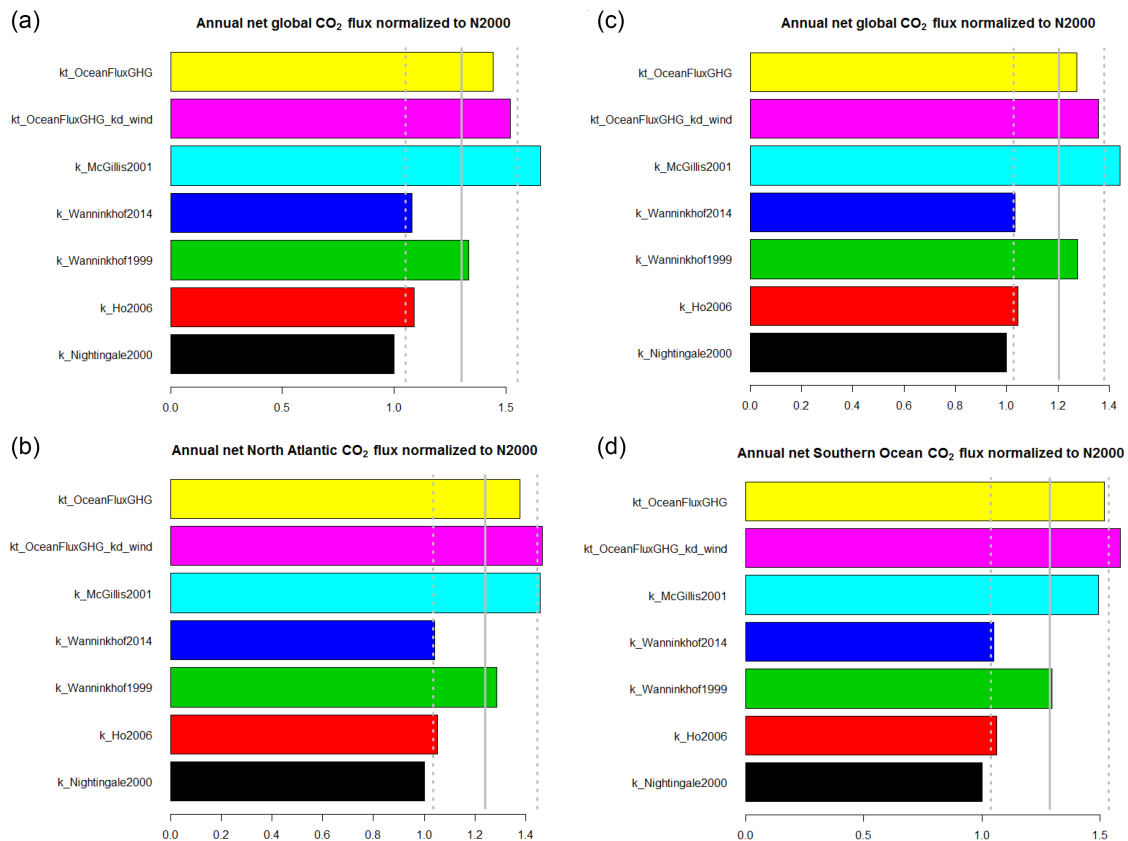 (a)
Annual net global CO₂ flux normalized to N2000
kt_OceanFluxGHG
kt_OceanFluxGHG_kd_wind
k_McGillis2001
k_Wanninkhof2014
k_Wanninkhof1999
k_Ho2006
k_Nightingale2000
0.0 0.5 1.0 1.5
(c)
Annual net global CO₂ flux normalized to N2000
kt_OceanFluxGHG
kt_OceanFluxGHG_kd_wind
k_McGillis2001
k_Wanninkhof2014
k_Wanninkhof1999
k_Ho2006
k_Nightingale2000
0.0 0.2 0.4 0.6 0.8 1.0 1.2 1.4
(b)
Annual net North Atlantic CO₂ flux normalized to N2000
kt_OceanFluxGHG
kt_OceanFluxGHG_kd_wind
k_McGillis2001
k_Wanninkhof2014
k_Wanninkhof1999
k_Ho2006
k_Nightingale2000
0.0 0.2 0.4 0.6 0.8 1.0 1.2 1.4
(d)
Annual net Southern Ocean CO₂ flux normalized to N2000
kt_OceanFluxGHG
kt_OceanFluxGHG_kd_wind
k_McGillis2001
k_Wanninkhof2014
k_Wanninkhof1999
k_Ho2006
k_Nightingale2000
0.0 0.5 1.0 1.5